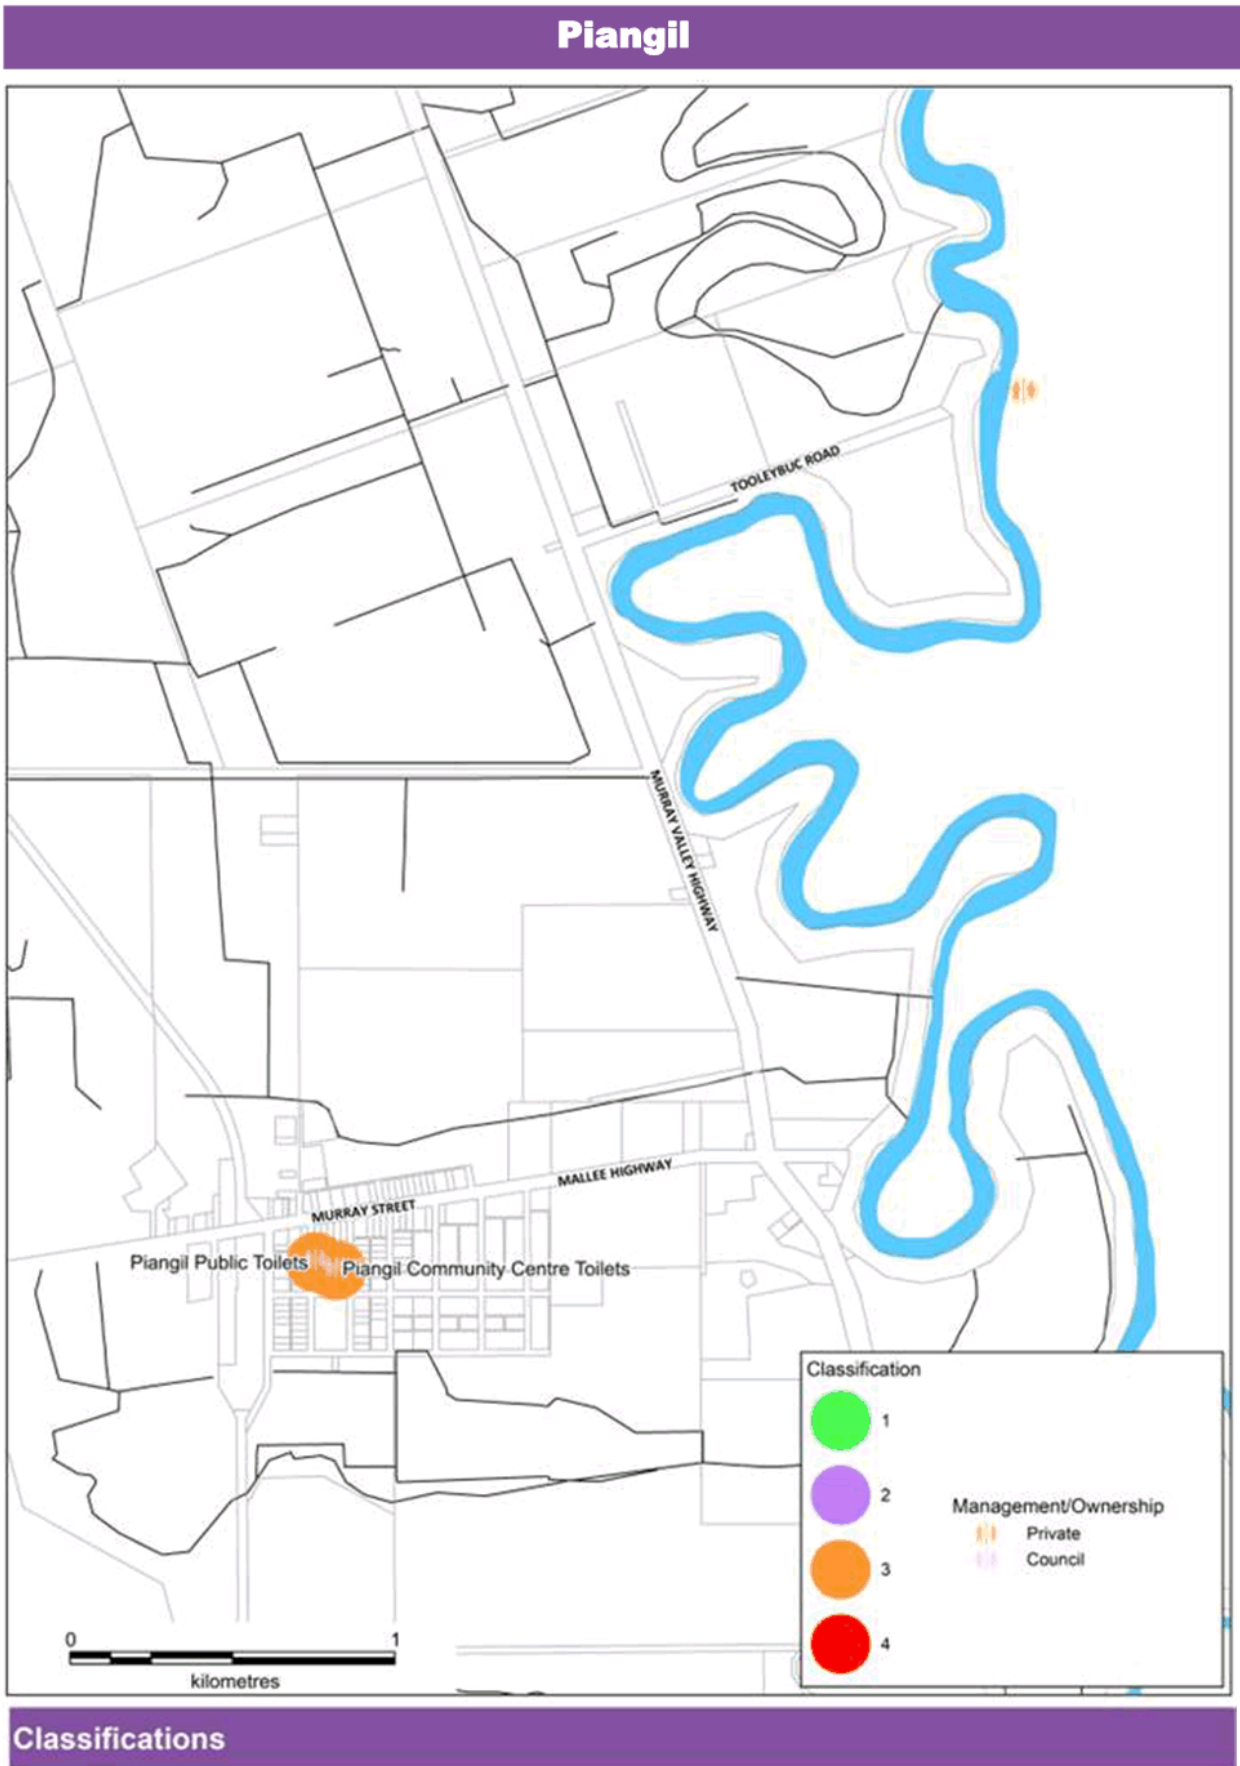 Piangil
TOOLEYBUC ROAD
MURRAY VALLEY HIGHWAY
MALLEE HIGHWAY
MURRAY STREET
Piangil Public Toilets
Piangil Community Centre Toilets
Classification
1
2
3
4
Management/Ownership
Private
Council
0 1
kilometres
Classifications